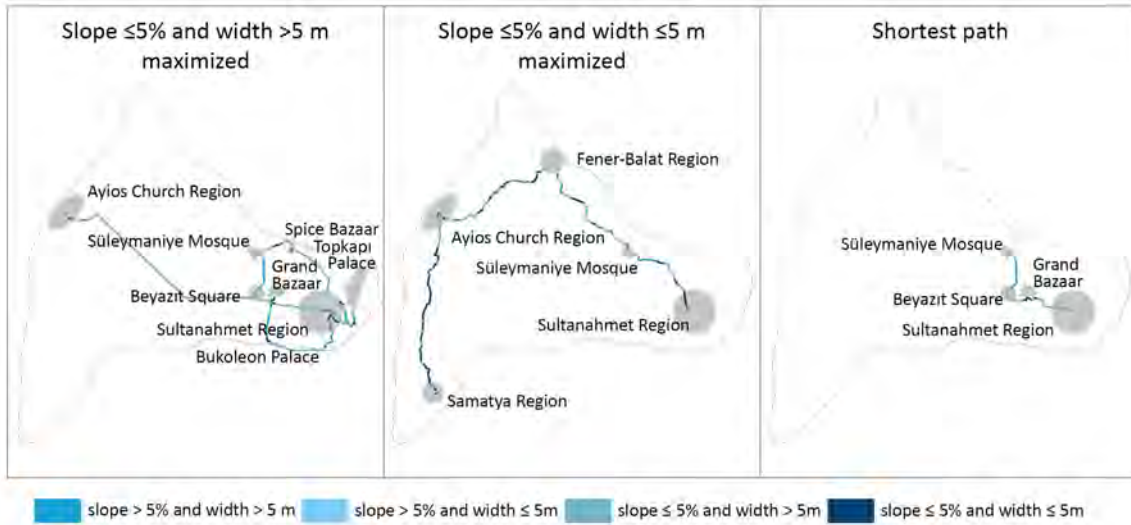 Slope ≤5% and width >5 m
maximized
Ayios Church Region
Süleymaniye Mosque
Spice Bazaar
Topkapı
Palace
Grand
Bazaar
Beyazıt Square
Sultanahmet Region
Bukoleon Palace
Slope ≤5% and width ≤5 m
maximized
Fener-Balat Region
Ayios Church Region
Süleymaniye Mosque
Sultanahmet Region
Samatya Region
Shortest path
Süleymaniye Mosque
Grand
Bazaar
Beyazıt Square
Sultanahmet Region
slope > 5% and width > 5 m
slope > 5% and width ≤ 5m
slope ≤ 5% and width > 5m
slope ≤ 5% and width ≤ 5m